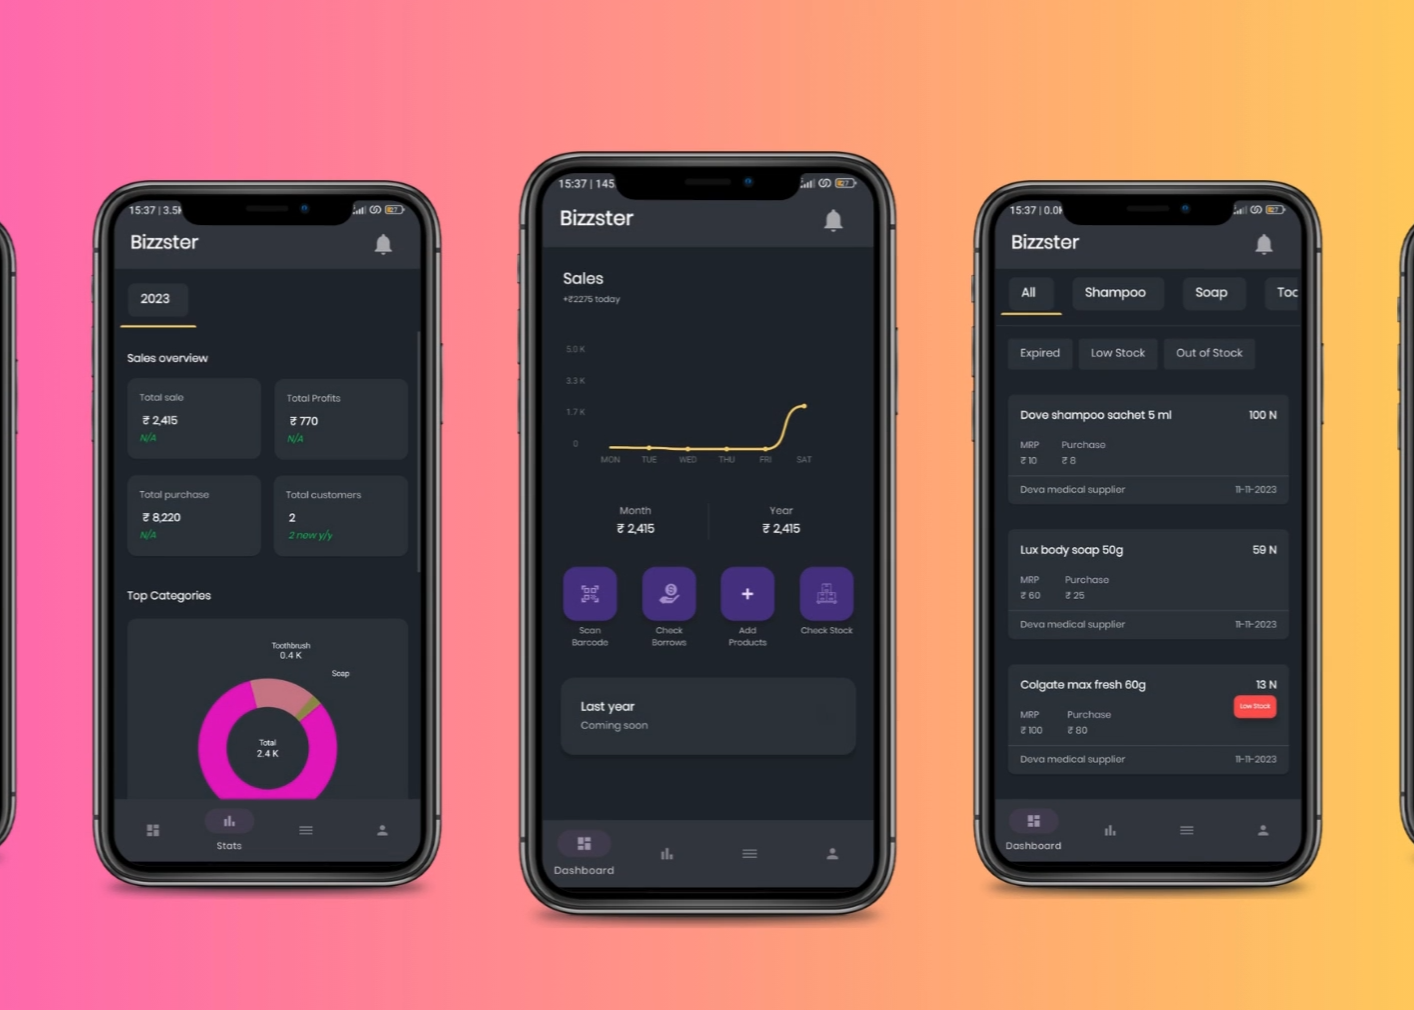 15:37 | 3.5
Bizzster
2023
Sales overview
Total sale
₹ 2,415
N/A
Total Profits
₹ 770
N/A
Total purchase
₹ 8,220
N/A
Total customers
2
2 new y/y
Top Categories
Toothbrush
0.4 K
Soap
Total
2.4 K
Stats
15:37 | 145
Bizzster
Sales
+₹2275 today
5.0 K
3.3 K
1.7 K
0
MON TUE WED THU FRI SAT
Month
₹ 2,415
Year
₹ 2,415
Scan
Barcode
Check
Borrows
Add
Products
Check Stock
Last year
Coming soon
Dashboard
15:37 | 0.0
Bizzster
All Shampoo Soap Too
Expired Low Stock Out of Stock
Dove shampoo sachet 5 ml 100 N
MRP Purchase
₹ 10 ₹ 8
Deva medical supplier 11-11-2023
Lux body soap 50g 59 N
MRP Purchase
₹ 60 ₹ 25
Deva medical supplier 11-11-2023
Colgate max fresh 60g 13 N
Low Stock
MRP Purchase
₹ 100 ₹ 80
Deva medical supplier 11-11-2023
Dashboard